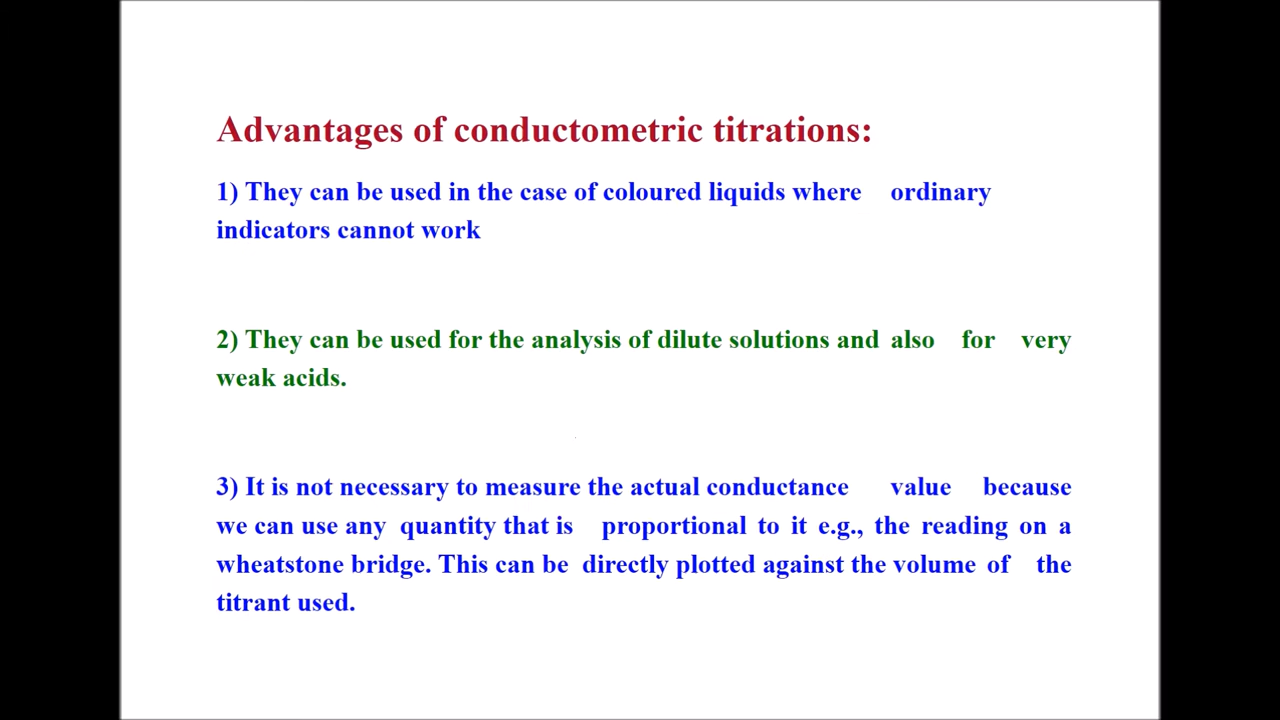 Advantages of conductometric titrations:
1) They can be used in the case of coloured liquids where ordinary
indicators cannot work
2) They can be used for the analysis of dilute solutions and also for very
weak acids.
3) It is not necessary to measure the actual conductance value because
we can use any quantity that is proportional to it e.g., the reading on a
wheatstone bridge. This can be directly plotted against the volume of the
titrant used.